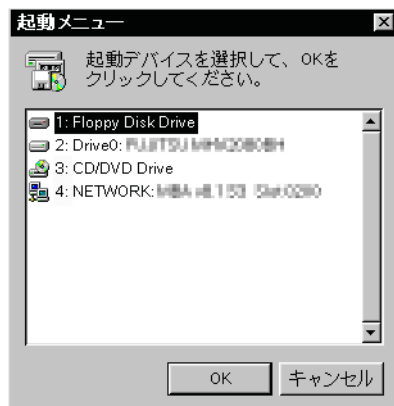 起動メニュー
起動デバイスを選択して、OKを
クリックしてください。
1: Floppy Disk Drive
2: Drive0:
3: CD/DVD Drive
4: NETWORK:
OK
キャンセル